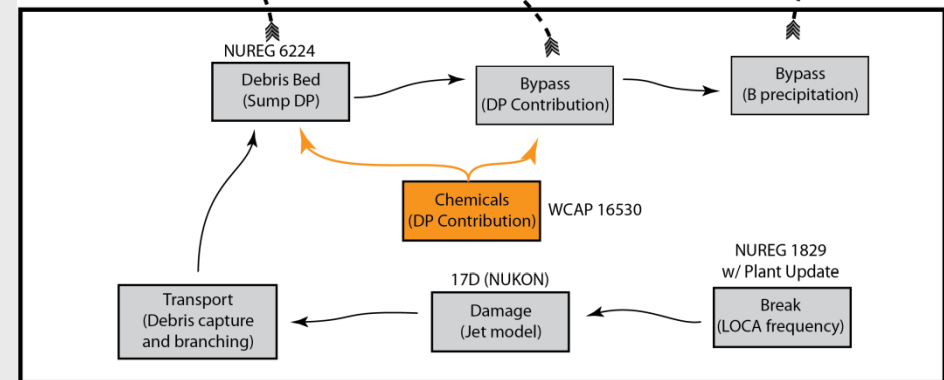 NUREG 6224
Debris Bed
(Sump DP)
Bypass
(DP Contribution)
Bypass
(B precipitation)
Chemicals
(DP Contribution)
WCAP 16530
NUREG 1829
w/ Plant Update
17D (NUKON)
Transport
(Debris capture
and branching)
Damage
(Jet model)
Break
(LOCA frequency)